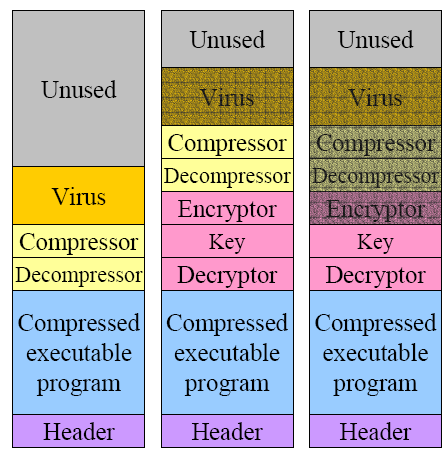 Unused
Virus
Compressor
Decompressor
Compressed
executable
program
Header
Unused
Virus
Compressor
Decompressor
Encryptor
Key
Decryptor
Compressed
executable
program
Header
Unused
Virus
Compressor
Decompressor
Encryptor
Key
Decryptor
Compressed
executable
program
Header